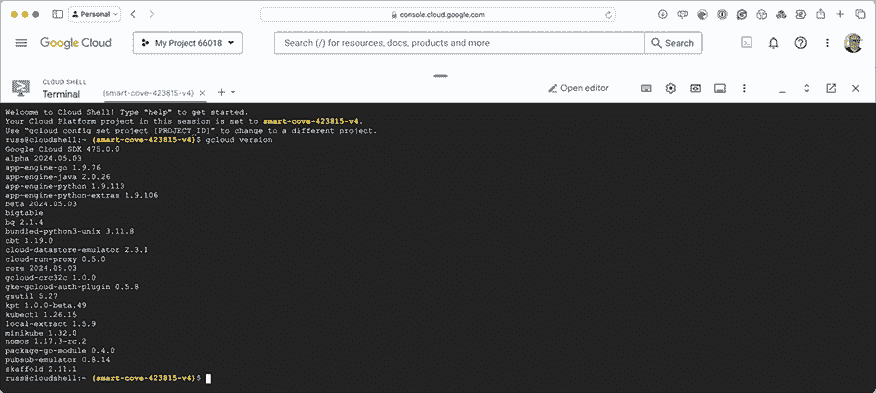 Personal
console.cloud.google.com
Google Cloud
My Project 66018
Search (/) for resources, docs, products and more
Search
CLOUD SHELL
Terminal
(smart-cove-423815-v4)
Open editor
Welcome to Cloud Shell! Type "help" to get started.
Your Cloud Platform project in this session is set to smart-cove-423815-v4.
Use "gcloud config set project [PROJECT_ID]" to change to a different project.
russ@cloudshell:~ (smart-cove-423815-v4)$ gcloud version
Google Cloud SDK 475.0.0
alpha 2024.05.03
app-engine-go 1.9.76
app-engine-java 2.0.26
app-engine-python 1.9.113
app-engine-python-extras 1.9.106
beta 2024.05.03
bigtable
bq 2.1.4
bundled-python3-unix 3.11.8
cbt 1.19.0
cloud-datastore-emulator 2.3.1
cloud-run-proxy 0.5.0
core 2024.05.03
gcloud-crc32c 1.0.0
gke-gcloud-auth-plugin 0.5.8
gsutil 5.27
kpt 1.0.0-beta.49
kubectl 1.26.15
local-extract 1.5.9
minikube 1.32.0
nomos 1.17.3-rc.2
package-go-module 0.4.0
pubsub-emulator 0.8.14
skaffold 2.11.1
russ@cloudshell:~ (smart-cove-423815-v4)$